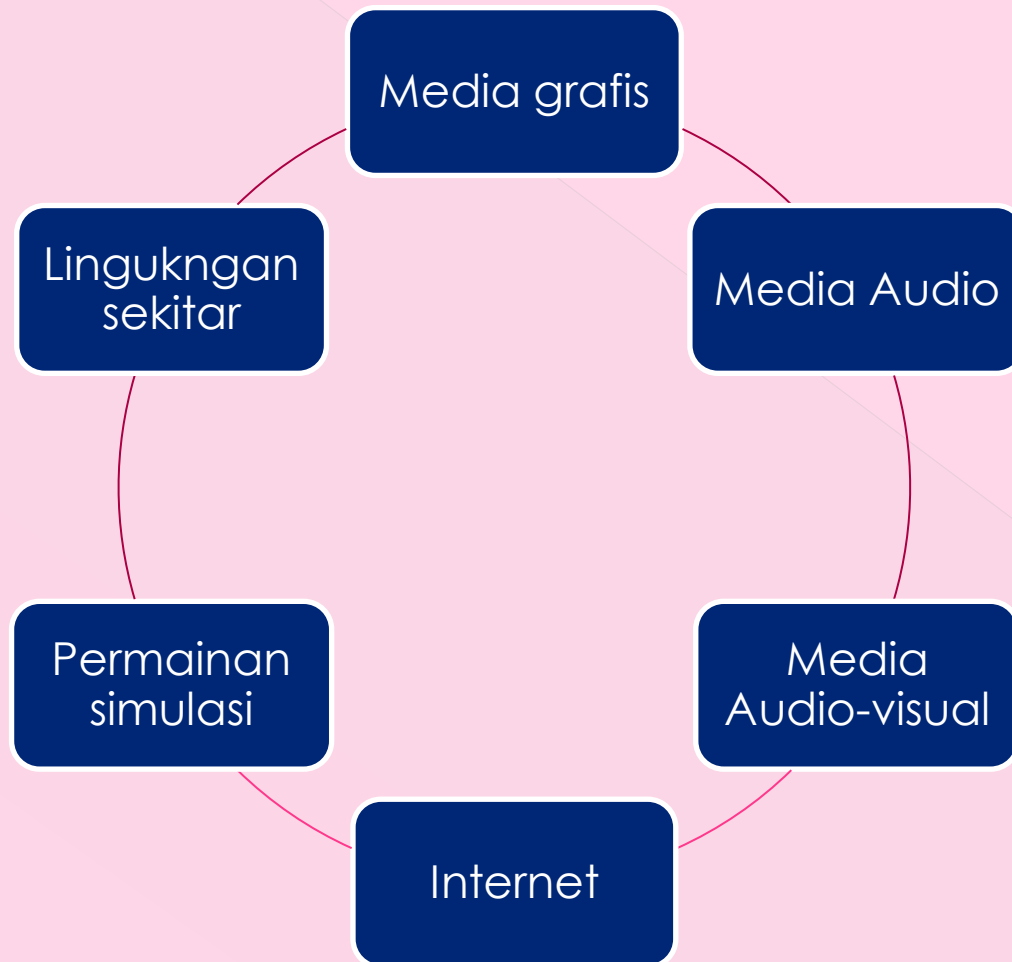 Media grafis
Media Audio
Media
Audio-visual
Internet
Permainan
simulasi
Lingukngan
sekitar